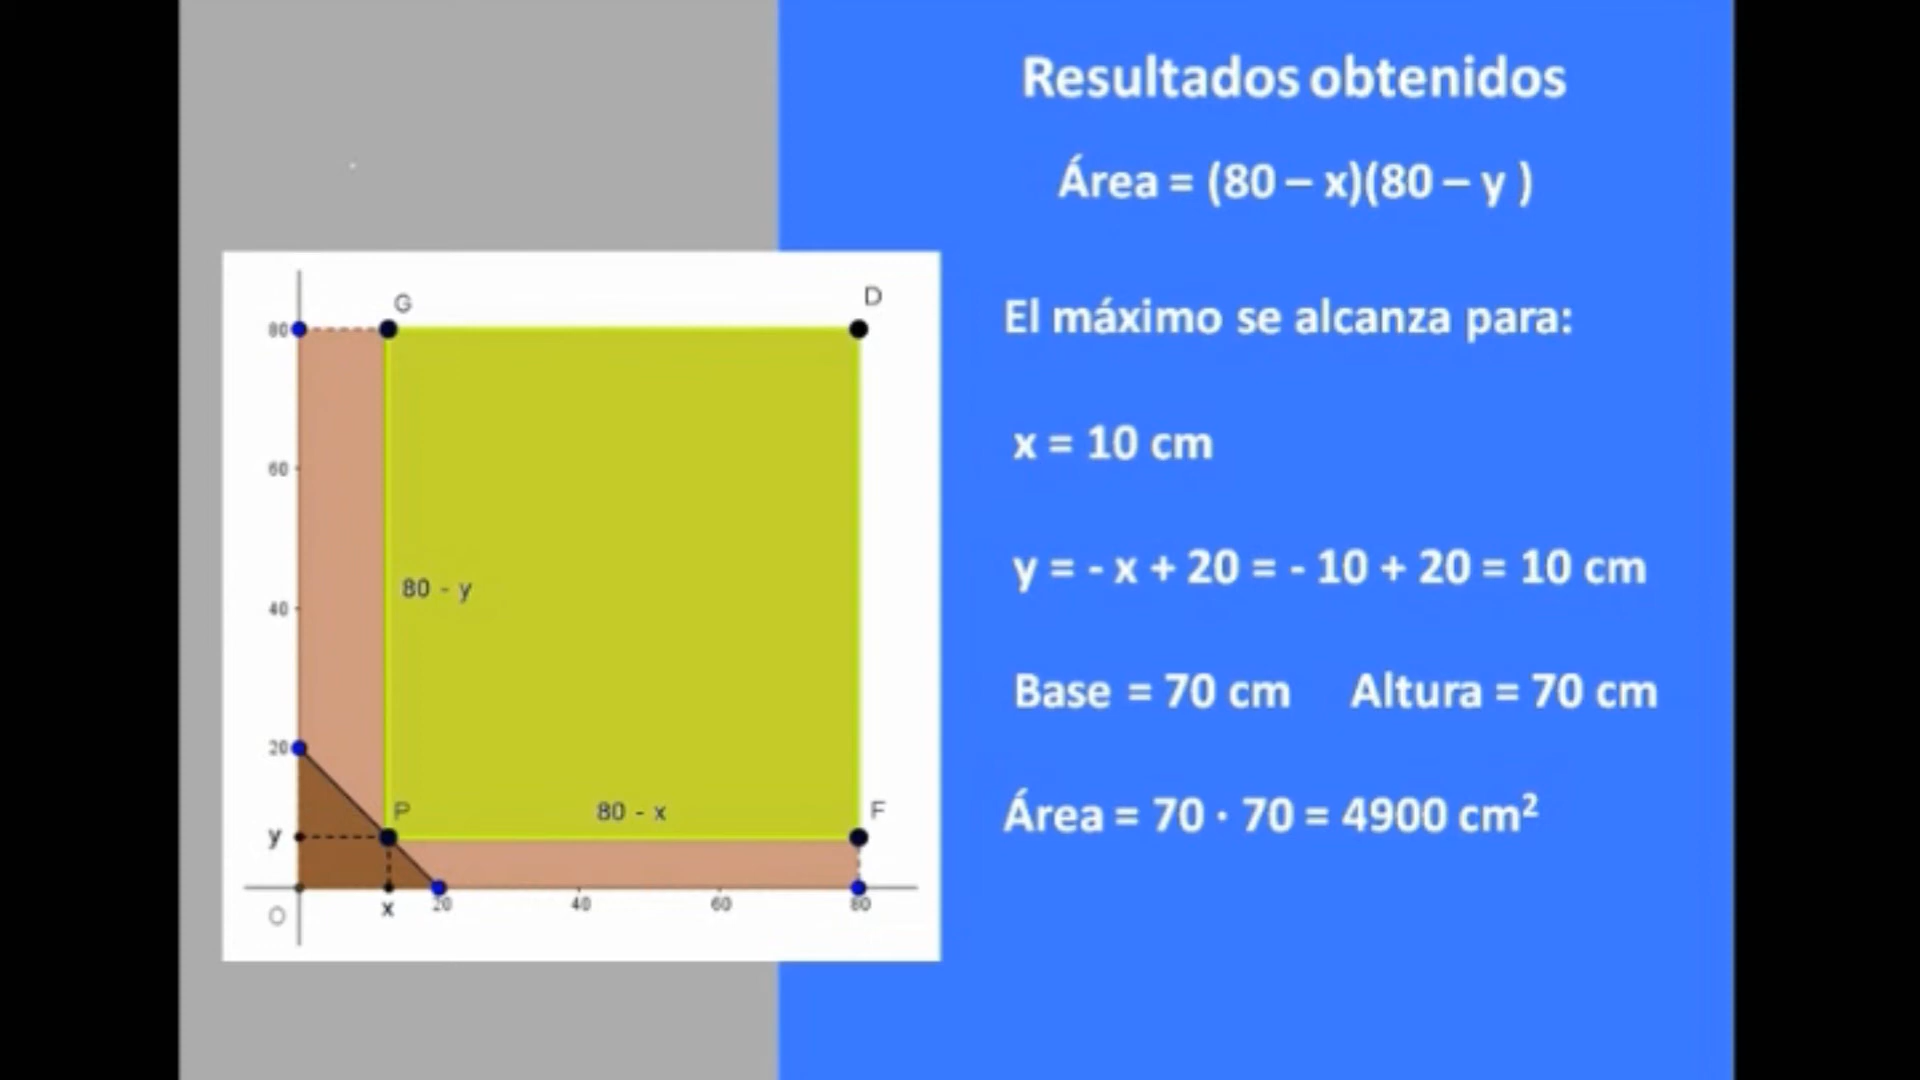 Resultados obtenidos
Área = (80 – x)(80 – y )
El máximo se alcanza para:
x = 10 cm
y = - x + 20 = - 10 + 20 = 10 cm
Base = 70 cm Altura = 70 cm
Área = 70 · 70 = 4900 cm²
G
D
80
60
80 - y
40
20
P
80 - x
F
y
O
x
20
40
60
80